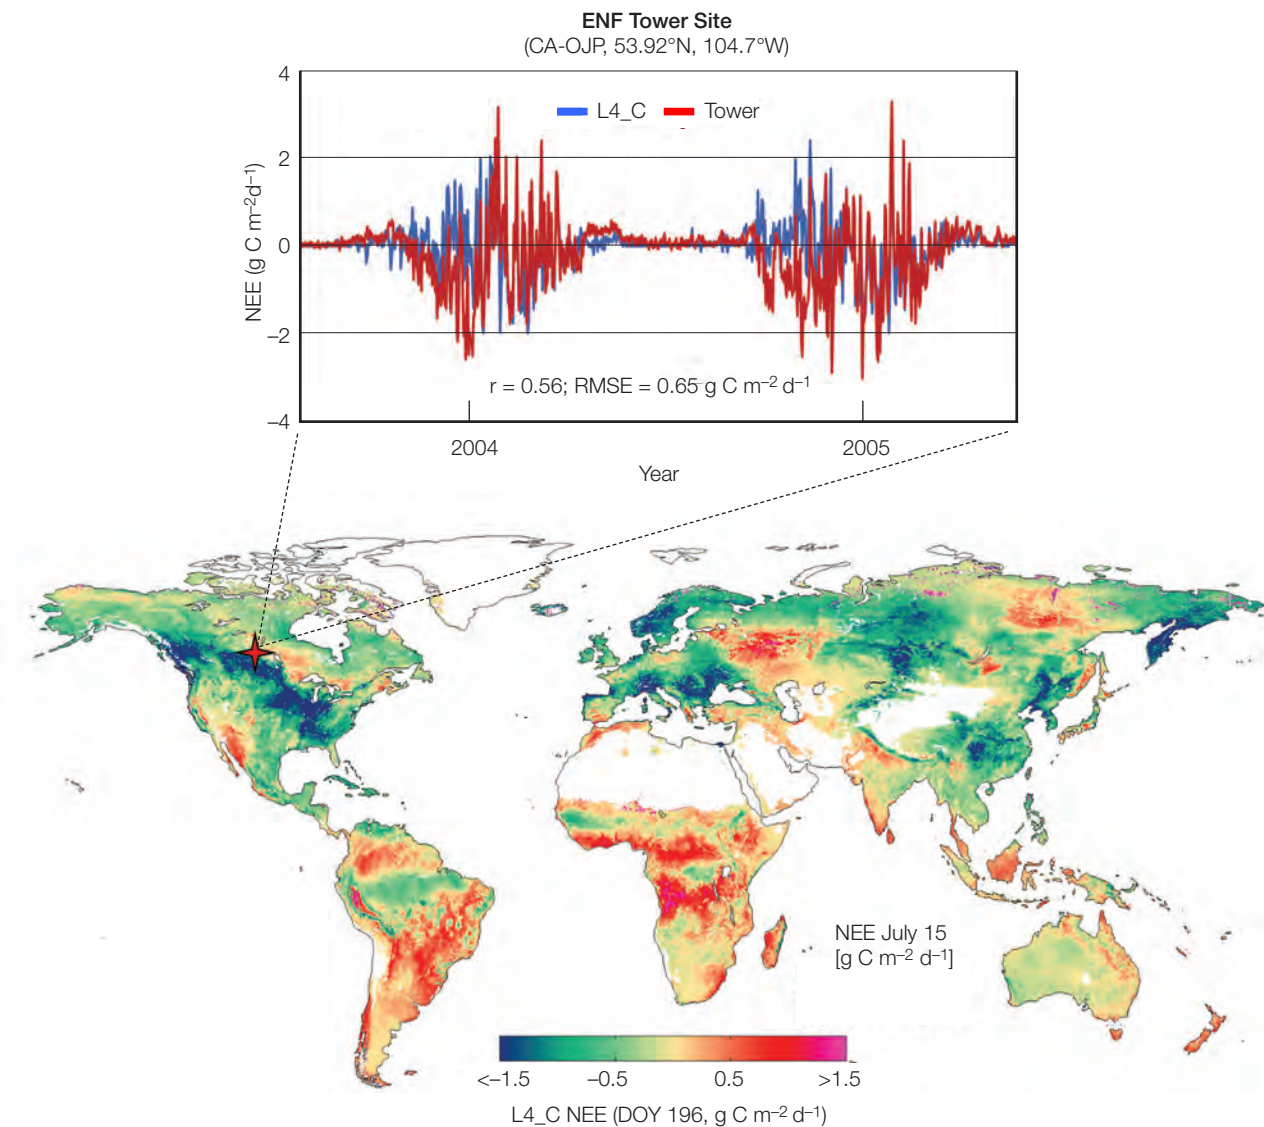 ENF Tower Site
(CA-OJP, 53.92°N, 104.7°W)
4
L4_C Tower
2
NEE (g C m–2d–1)
0
–2
r = 0.56; RMSE = 0.65 g C m–2 d–1
–4
2004 2005
Year
NEE July 15
[g C m–2 d–1]
<–1.5 –0.5 0.5 >1.5
L4_C NEE (DOY 196, g C m–2 d–1)